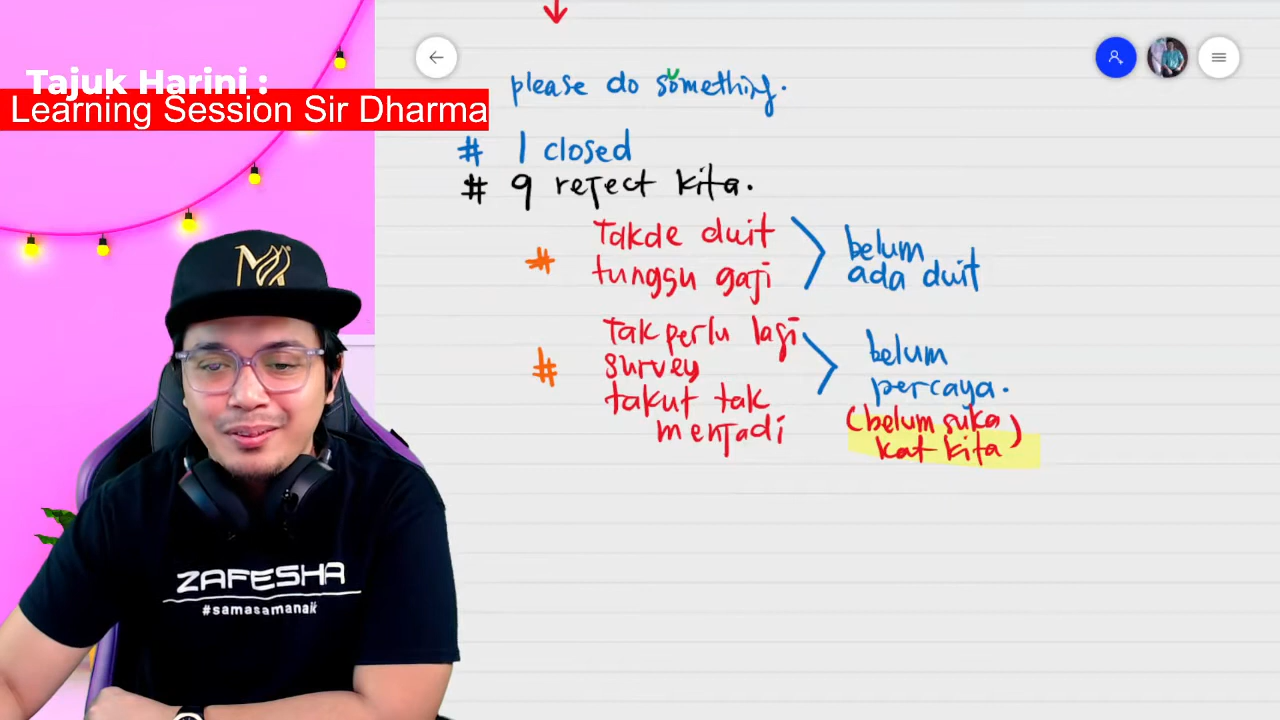 Tajuk Harini :
Learning Session Sir Dharma
please do something.
# 1 closed
# 9 reject kita.
# takde duit
tunggu gaji
belum
ada duit
# tak perlu lagi
survey
takut tak
menjadi
belum
percaya.
(belum suka
kat kita)
ZAFESHA
#samasamanaik